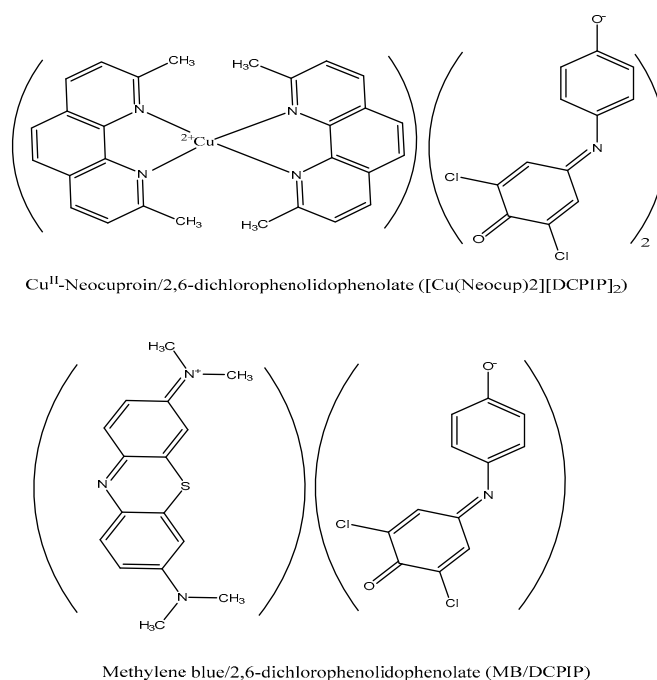 O-
CH3 H3C
N N
2+Cu
N
N N Cl
CH3 H3C
O 2
Cl
CuII-Neocuproin/2,6-dichlorophenolidophenolate ([Cu(Neocup)2][DCPIP]2)
H3C
O-
N+ CH3
N S N
Cl
O
N CH3 Cl
H3C
Methylene blue/2,6-dichlorophenolidophenolate (MB/DCPIP)